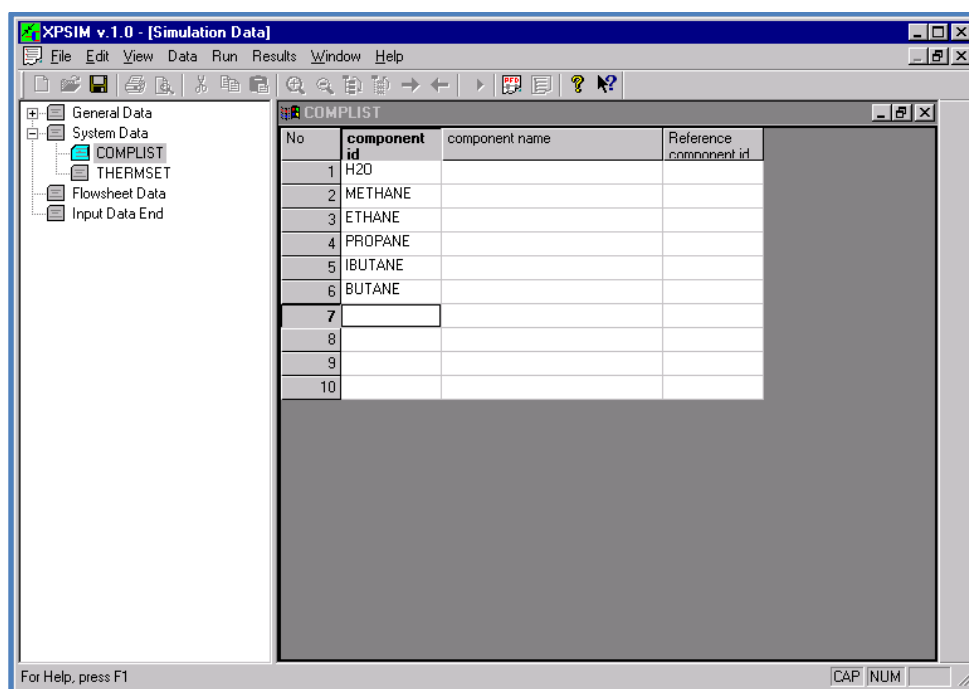 XPSIM v.1.0 - [Simulation Data]
File Edit View Data Run Results Window Help
PFD
General Data
System Data
COMPLIST
THERMSET
Flowsheet Data
Input Data End
COMPLIST
No component id component name Reference component id
1 H2O
2 METHANE
3 ETHANE
4 PROPANE
5 IBUTANE
6 BUTANE
7
8
9
10
For Help, press F1
CAP NUM